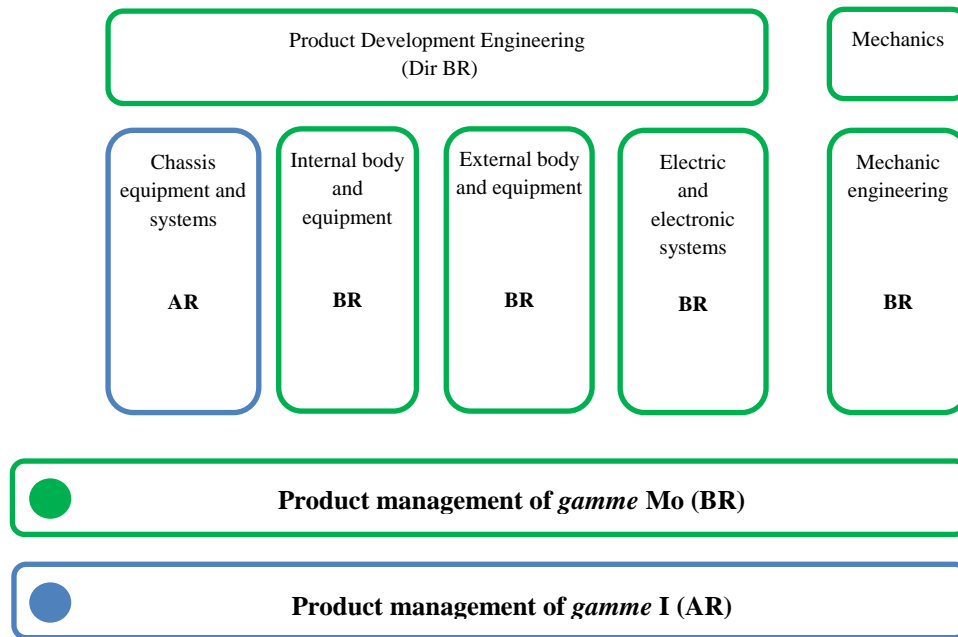 Product Development Engineering
(Dir BR)
Mechanics
Chassis
equipment and
systems
AR
Internal body
and
equipment
BR
External body
and equipment
BR
Electric
and
electronic
systems
BR
Mechanic
engineering
BR
Product management of gamme Mo (BR)
Product management of gamme I (AR)